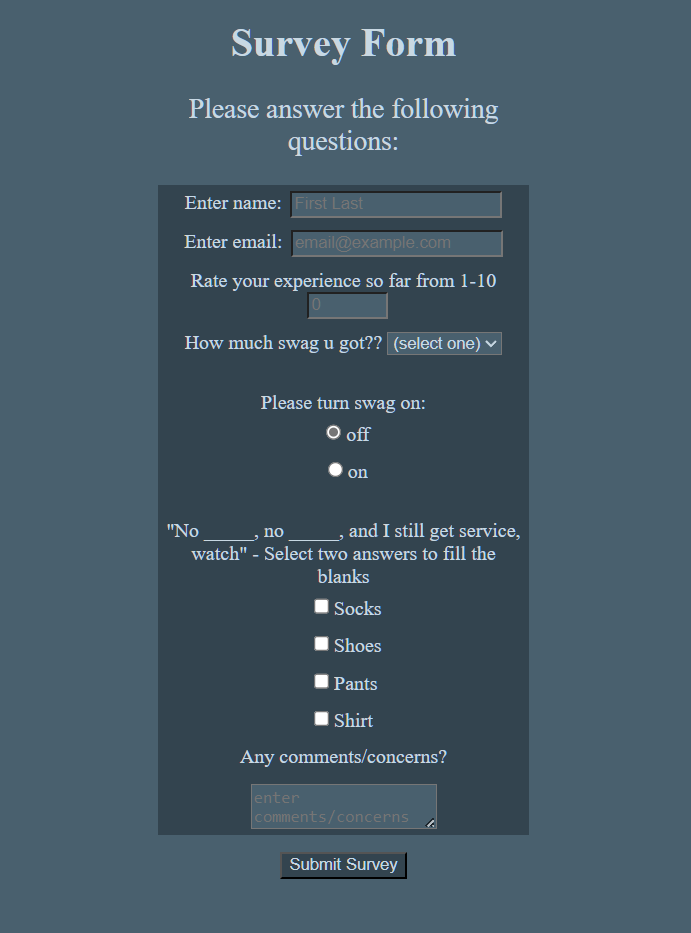 Survey Form
Please answer the following
questions:
Enter name: First Last
Enter email: email@example.com
Rate your experience so far from 1-10
0
How much swag u got?? (select one)
Please turn swag on:
off
on
"No _____, no _____, and I still get service,
watch" - Select two answers to fill the
blanks
Socks
Shoes
Pants
Shirt
Any comments/concerns?
enter
comments/concerns
Submit Survey